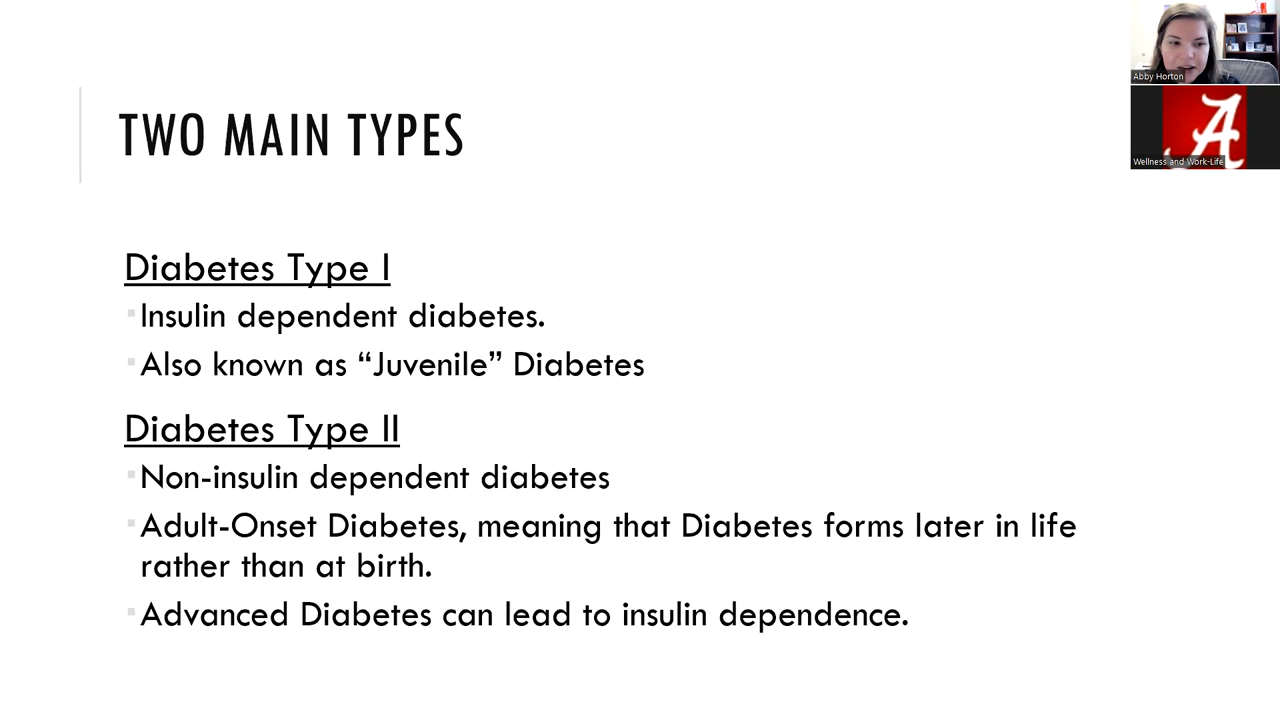 TWO MAIN TYPES
Diabetes Type I
Insulin dependent diabetes.
Also known as “Juvenile” Diabetes
Diabetes Type II
Non-insulin dependent diabetes
Adult-Onset Diabetes, meaning that Diabetes forms later in life
rather than at birth.
Advanced Diabetes can lead to insulin dependence.
Abby Horton
A
Wellness and Work-Life